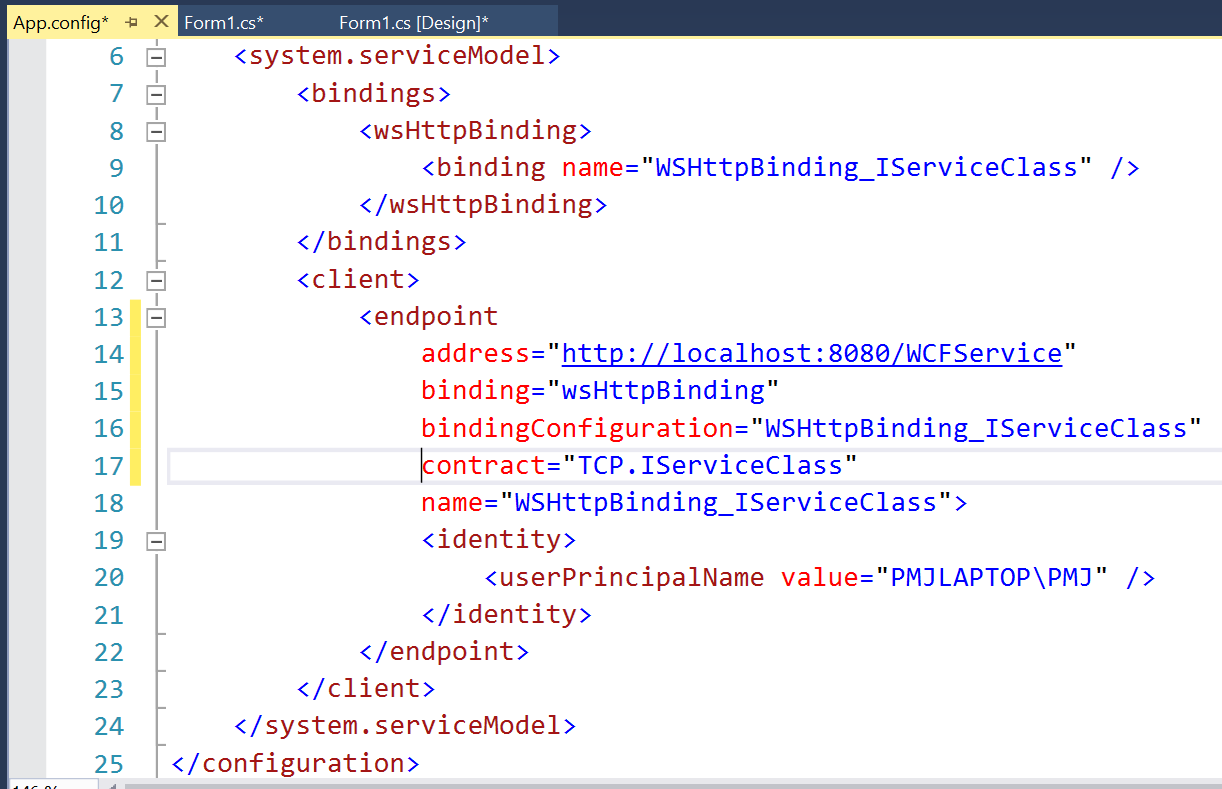 App.config* Form1.cs* Form1.cs [Design]*
6 <system.serviceModel>
7 <bindings>
8 <wsHttpBinding>
9 <binding name="WSHttpBinding_IServiceClass" />
10 </wsHttpBinding>
11 </bindings>
12 <client>
13 <endpoint
14 address="http://localhost:8080/WCFService"
15 binding="wsHttpBinding"
16 bindingConfiguration="WSHttpBinding_IServiceClass"
17 contract="TCP.IServiceClass"
18 name="WSHttpBinding_IServiceClass">
19 <identity>
20 <userPrincipalName value="PMJLAPTOP\PMJ" />
21 </identity>
22 </endpoint>
23 </client>
24 </system.serviceModel>
25 </configuration>